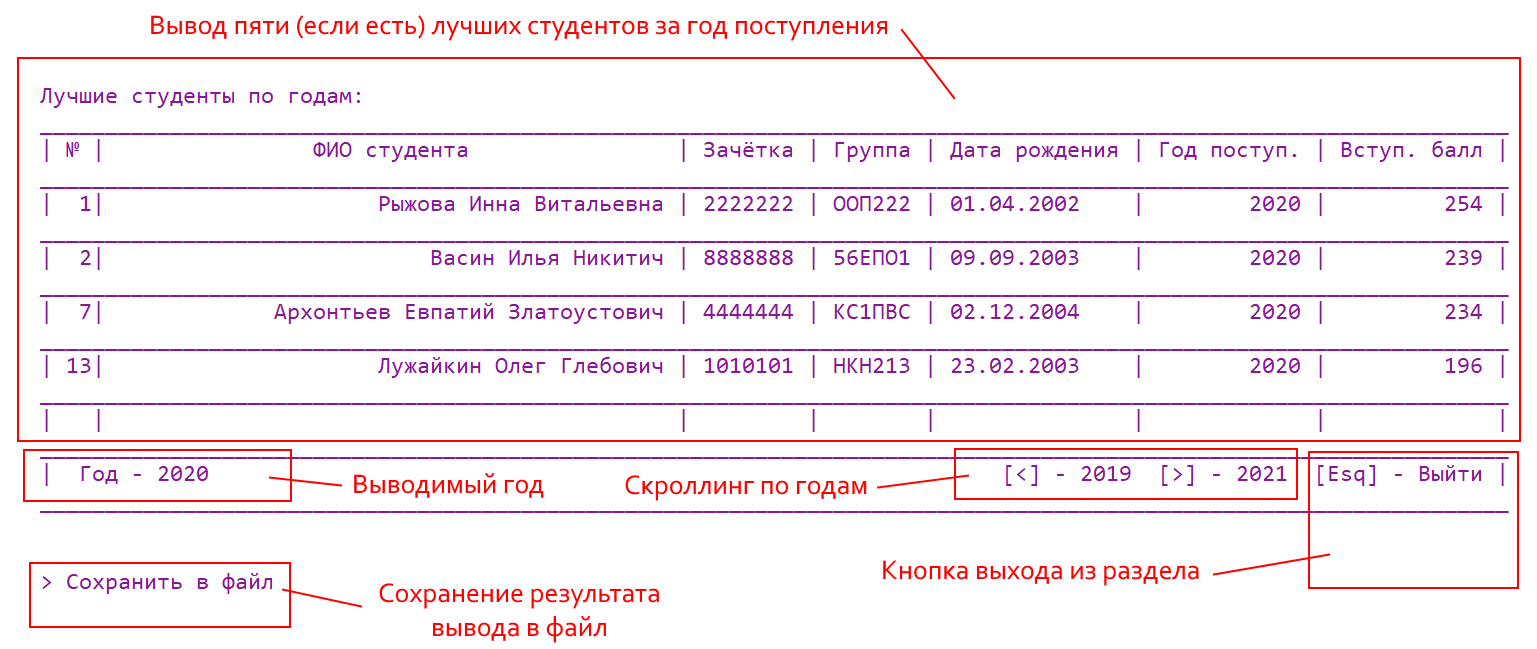 Вывод пяти (если есть) лучших студентов за год поступления
Лучшие студенты по годам:
| № | ФИО студента | Зачётка | Группа | Дата рождения | Год поступ. | Вступ. балл |
| 1| Рыжова Инна Витальевна | 2222222 | ООП222 | 01.04.2002 | 2020 | 254 |
| 2| Васин Илья Никитич | 8888888 | 56ЕПО1 | 09.09.2003 | 2020 | 239 |
| 7| Архонтьев Евпатий Златоустович | 4444444 | КС1ПВС | 02.12.2004 | 2020 | 234 |
| 13| Лужайкин Олег Глебович | 1010101 | НКН213 | 23.02.2003 | 2020 | 196 |
| | | | | | | |
| Год - 2020 [<] - 2019 [>] - 2021 [Esq] - Выйти |
Выводимый год
Скроллинг по годам
Кнопка выхода из раздела
> Сохранить в файл
Сохранение результата
вывода в файл